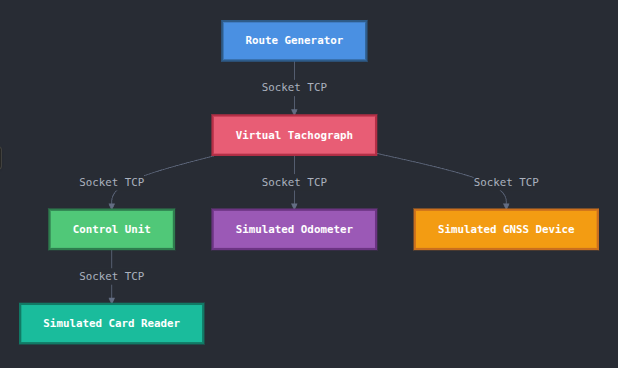 Route Generator
Socket TCP
Virtual Tachograph
Socket TCP
Socket TCP
Socket TCP
Control Unit
Simulated Odometer
Simulated GNSS Device
Socket TCP
Simulated Card Reader